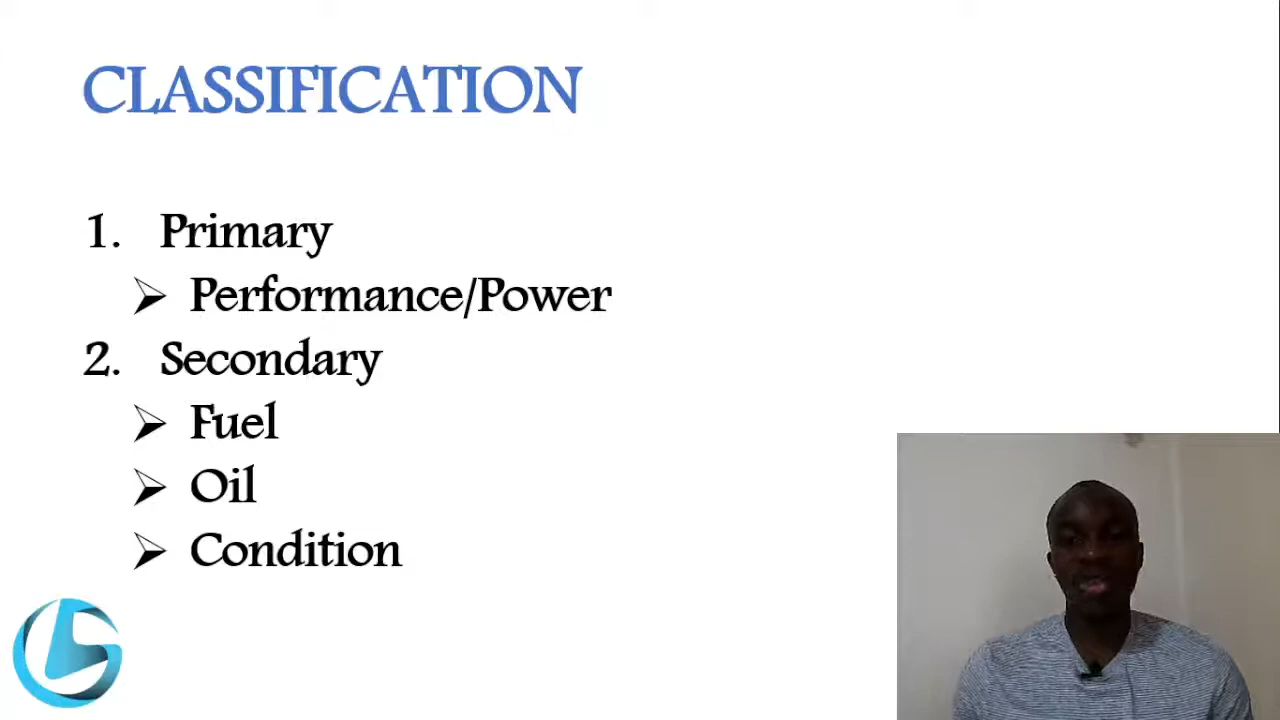 CLASSIFICATION
1. Primary
➢ Performance/Power
2. Secondary
➢ Fuel
➢ Oil
➢ Condition